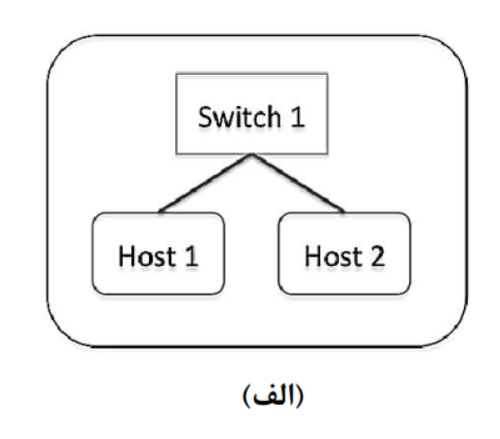 Switch 1
Host 1
Host 2
(الف)